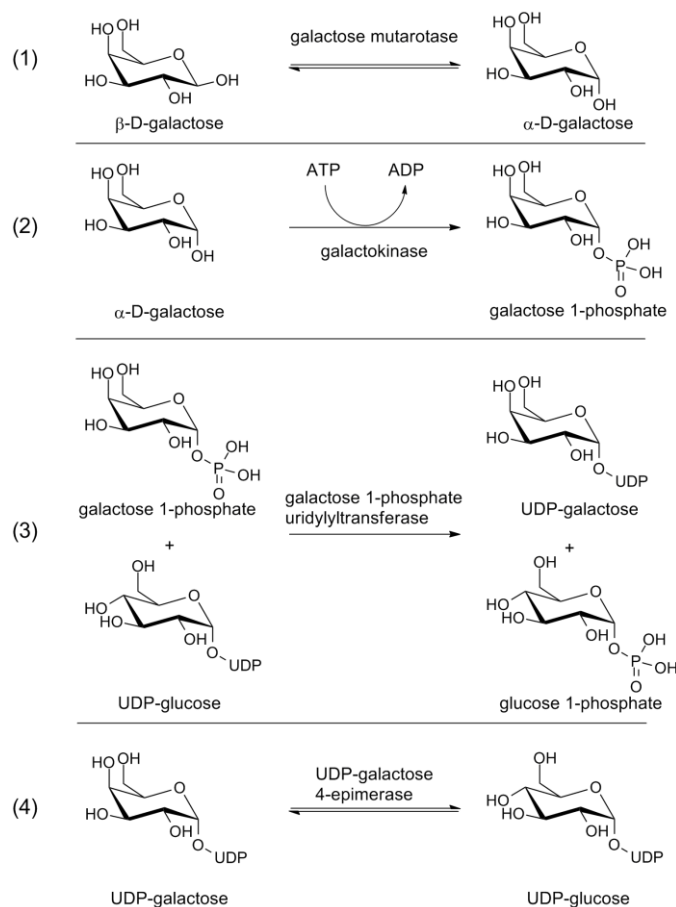 (1)
OH
HO
O
HO
OH
OH
β-D-galactose
galactose mutarotase
OH
HO
O
HO
OH
OH
α-D-galactose
(2)
OH
HO
O
HO
OH
OH
α-D-galactose
ATP ADP
galactokinase
OH
HO
O
HO
OH
O
OH
P
OH
O
galactose 1-phosphate
(3)
OH
HO
O
HO
OH
O
OH
P
OH
O
galactose 1-phosphate
+
OH
O
HO
HO
OH
O
UDP
UDP-glucose
galactose 1-phosphate
uridylyltransferase
OH
HO
O
HO
OH
O
UDP
UDP-galactose
+
OH
O
HO
HO
OH
O
OH
P
OH
O
glucose 1-phosphate
(4)
OH
HO
O
HO
OH
O
UDP
UDP-galactose
UDP-galactose
4-epimerase
OH
O
HO
HO
OH
O
UDP
UDP-glucose